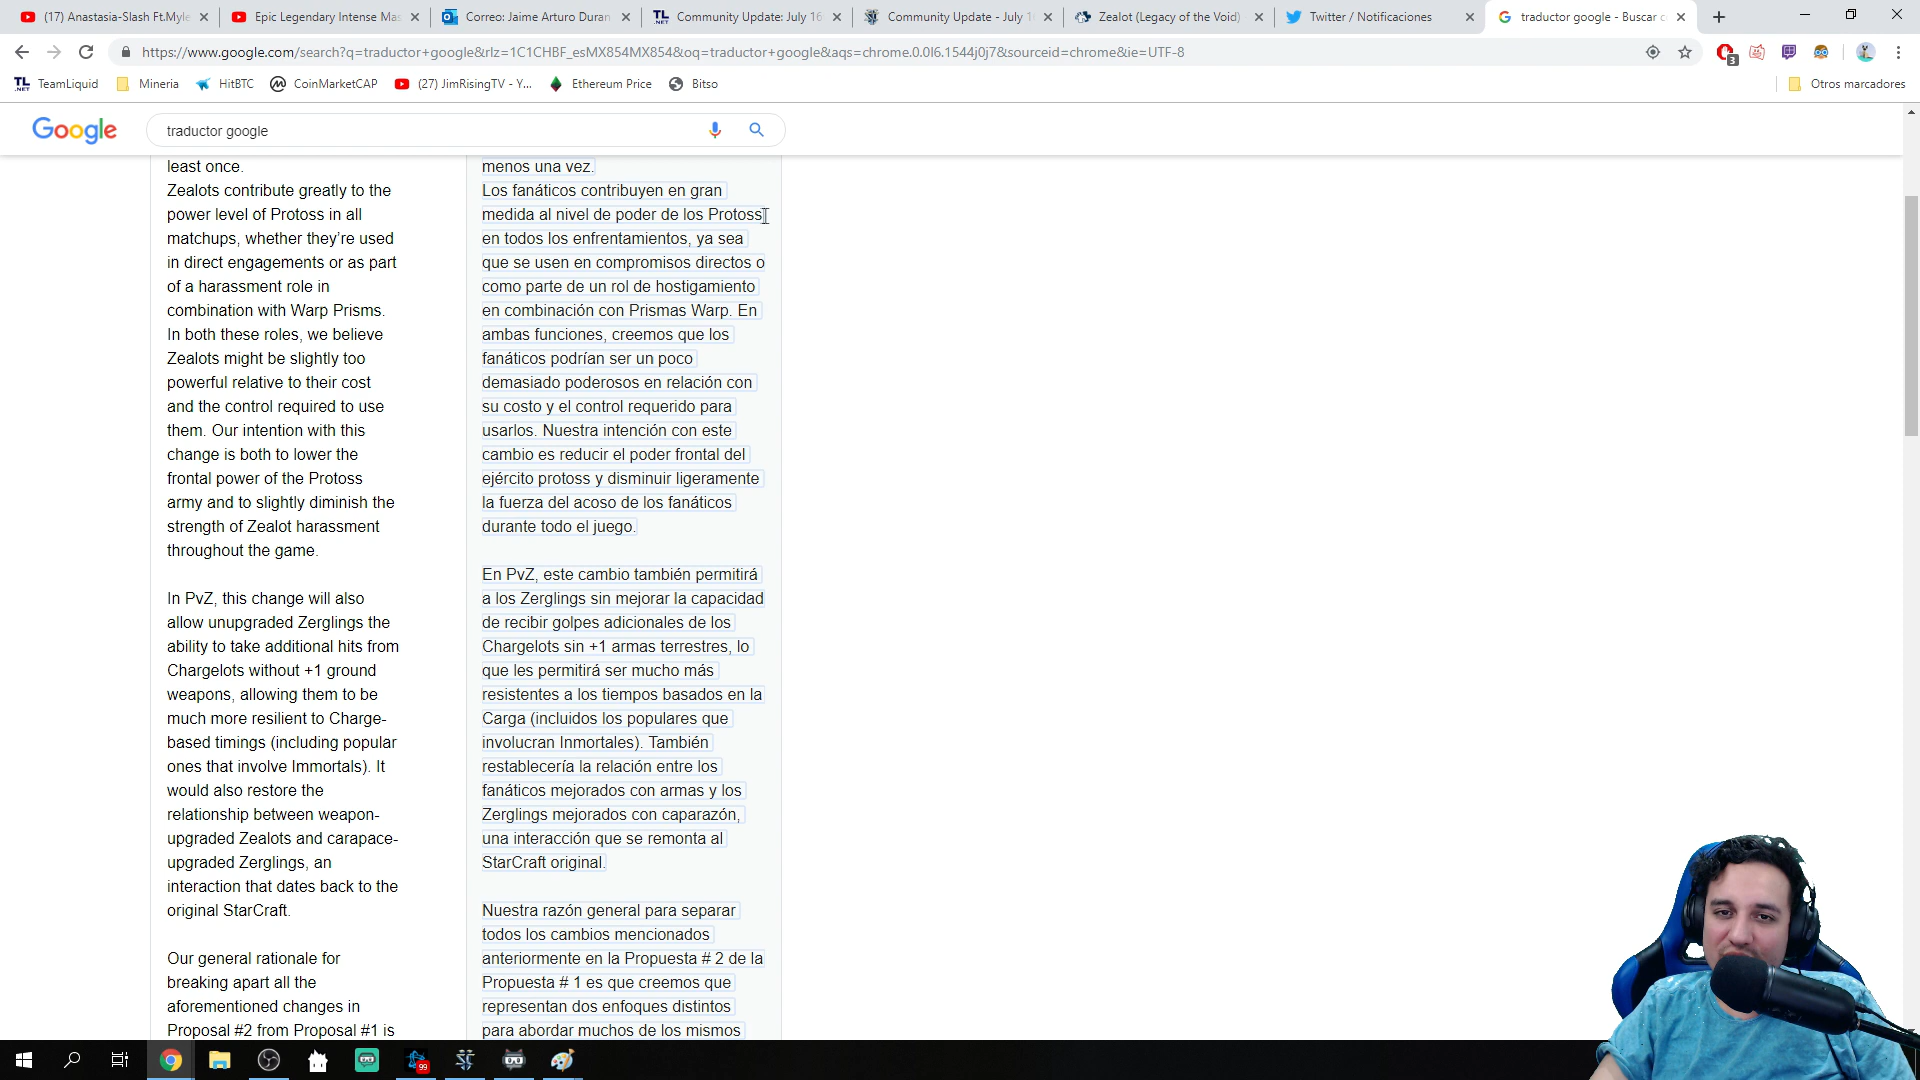 (17) Anastasia-Slash Ft.Myle
Epic Legendary Intense Mas
Correo: Jaime Arturo Duran
Community Update: July 16
Community Update - July 1
Zealot (Legacy of the Void)
Twitter / Notificaciones
traductor google - Buscar c
https://www.google.com/search?q=traductor+google&rlz=1C1CHBF_esMX854MX854&oq=traductor+google&aqs=chrome.0.0l6.1544j0j7&sourceid=chrome&ie=UTF-8
3
TL .NET TeamLiquid
Mineria
HitBTC
CoinMarketCAP
(27) JimRisingTV - Y...
Ethereum Price
Bitso
Otros marcadores
Google
traductor google
least once.
Zealots contribute greatly to the
power level of Protoss in all
matchups, whether they're used
in direct engagements or as part
of a harassment role in
combination with Warp Prisms.
In both these roles, we believe
Zealots might be slightly too
powerful relative to their cost
and the control required to use
them. Our intention with this
change is both to lower the
frontal power of the Protoss
army and to slightly diminish the
strength of Zealot harassment
throughout the game.
In PvZ, this change will also
allow unupgraded Zerglings the
ability to take additional hits from
Chargelots without +1 ground
weapons, allowing them to be
much more resilient to Charge-
based timings (including popular
ones that involve Immortals). It
would also restore the
relationship between weapon-
upgraded Zealots and carapace-
upgraded Zerglings, an
interaction that dates back to the
original StarCraft.
Our general rationale for
breaking apart all the
aforementioned changes in
Proposal #2 from Proposal #1 is
menos una vez.
Los fanáticos contribuyen en gran
medida al nivel de poder de los Protoss
en todos los enfrentamientos, ya sea
que se usen en compromisos directos o
como parte de un rol de hostigamiento
en combinación con Prismas Warp. En
ambas funciones, creemos que los
fanáticos podrían ser un poco
demasiado poderosos en relación con
su costo y el control requerido para
usarlos. Nuestra intención con este
cambio es reducir el poder frontal del
ejército protoss y disminuir ligeramente
la fuerza del acoso de los fanáticos
durante todo el juego.
En PvZ, este cambio también permitirá
a los Zerglings sin mejorar la capacidad
de recibir golpes adicionales de los
Chargelots sin +1 armas terrestres, lo
que les permitirá ser mucho más
resistentes a los tiempos basados en la
Carga (incluidos los populares que
involucran Inmortales). También
restablecería la relación entre los
fanáticos mejorados con armas y los
Zerglings mejorados con caparazón,
una interacción que se remonta al
StarCraft original.
Nuestra razón general para separar
todos los cambios mencionados
anteriormente en la Propuesta # 2 de la
Propuesta # 1 es que creemos que
representan dos enfoques distintos
para abordar muchos de los mismos
99